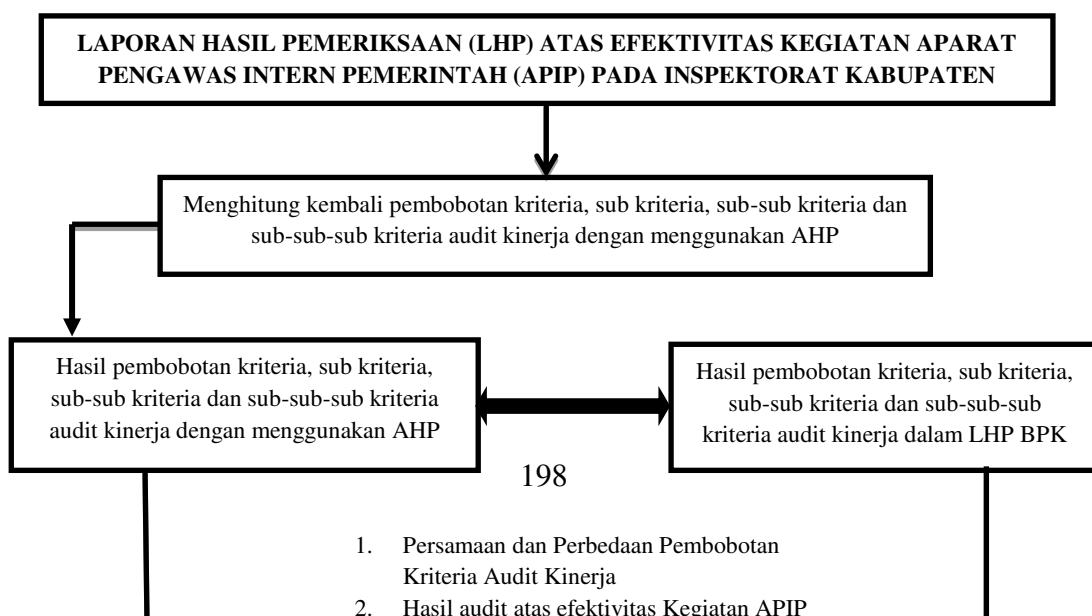 LAPORAN HASIL PEMERIKSAAN (LHP) ATAS EFEKTIVITAS KEGIATAN APARAT
PENGAWAS INTERN PEMERINTAH (APIP) PADA INSPEKTORAT KABUPATEN
Menghitung kembali pembobotan kriteria, sub kriteria, sub-sub kriteria dan
sub-sub-sub kriteria audit kinerja dengan menggunakan AHP
Hasil pembobotan kriteria, sub kriteria,
sub-sub kriteria dan sub-sub-sub kriteria
audit kinerja dengan menggunakan AHP
Hasil pembobotan kriteria, sub kriteria,
sub-sub kriteria dan sub-sub-sub
kriteria audit kinerja dalam LHP BPK
198
1. Persamaan dan Perbedaan Pembobotan
Kriteria Audit Kinerja
2. Hasil audit atas efektivitas Kegiatan APIP